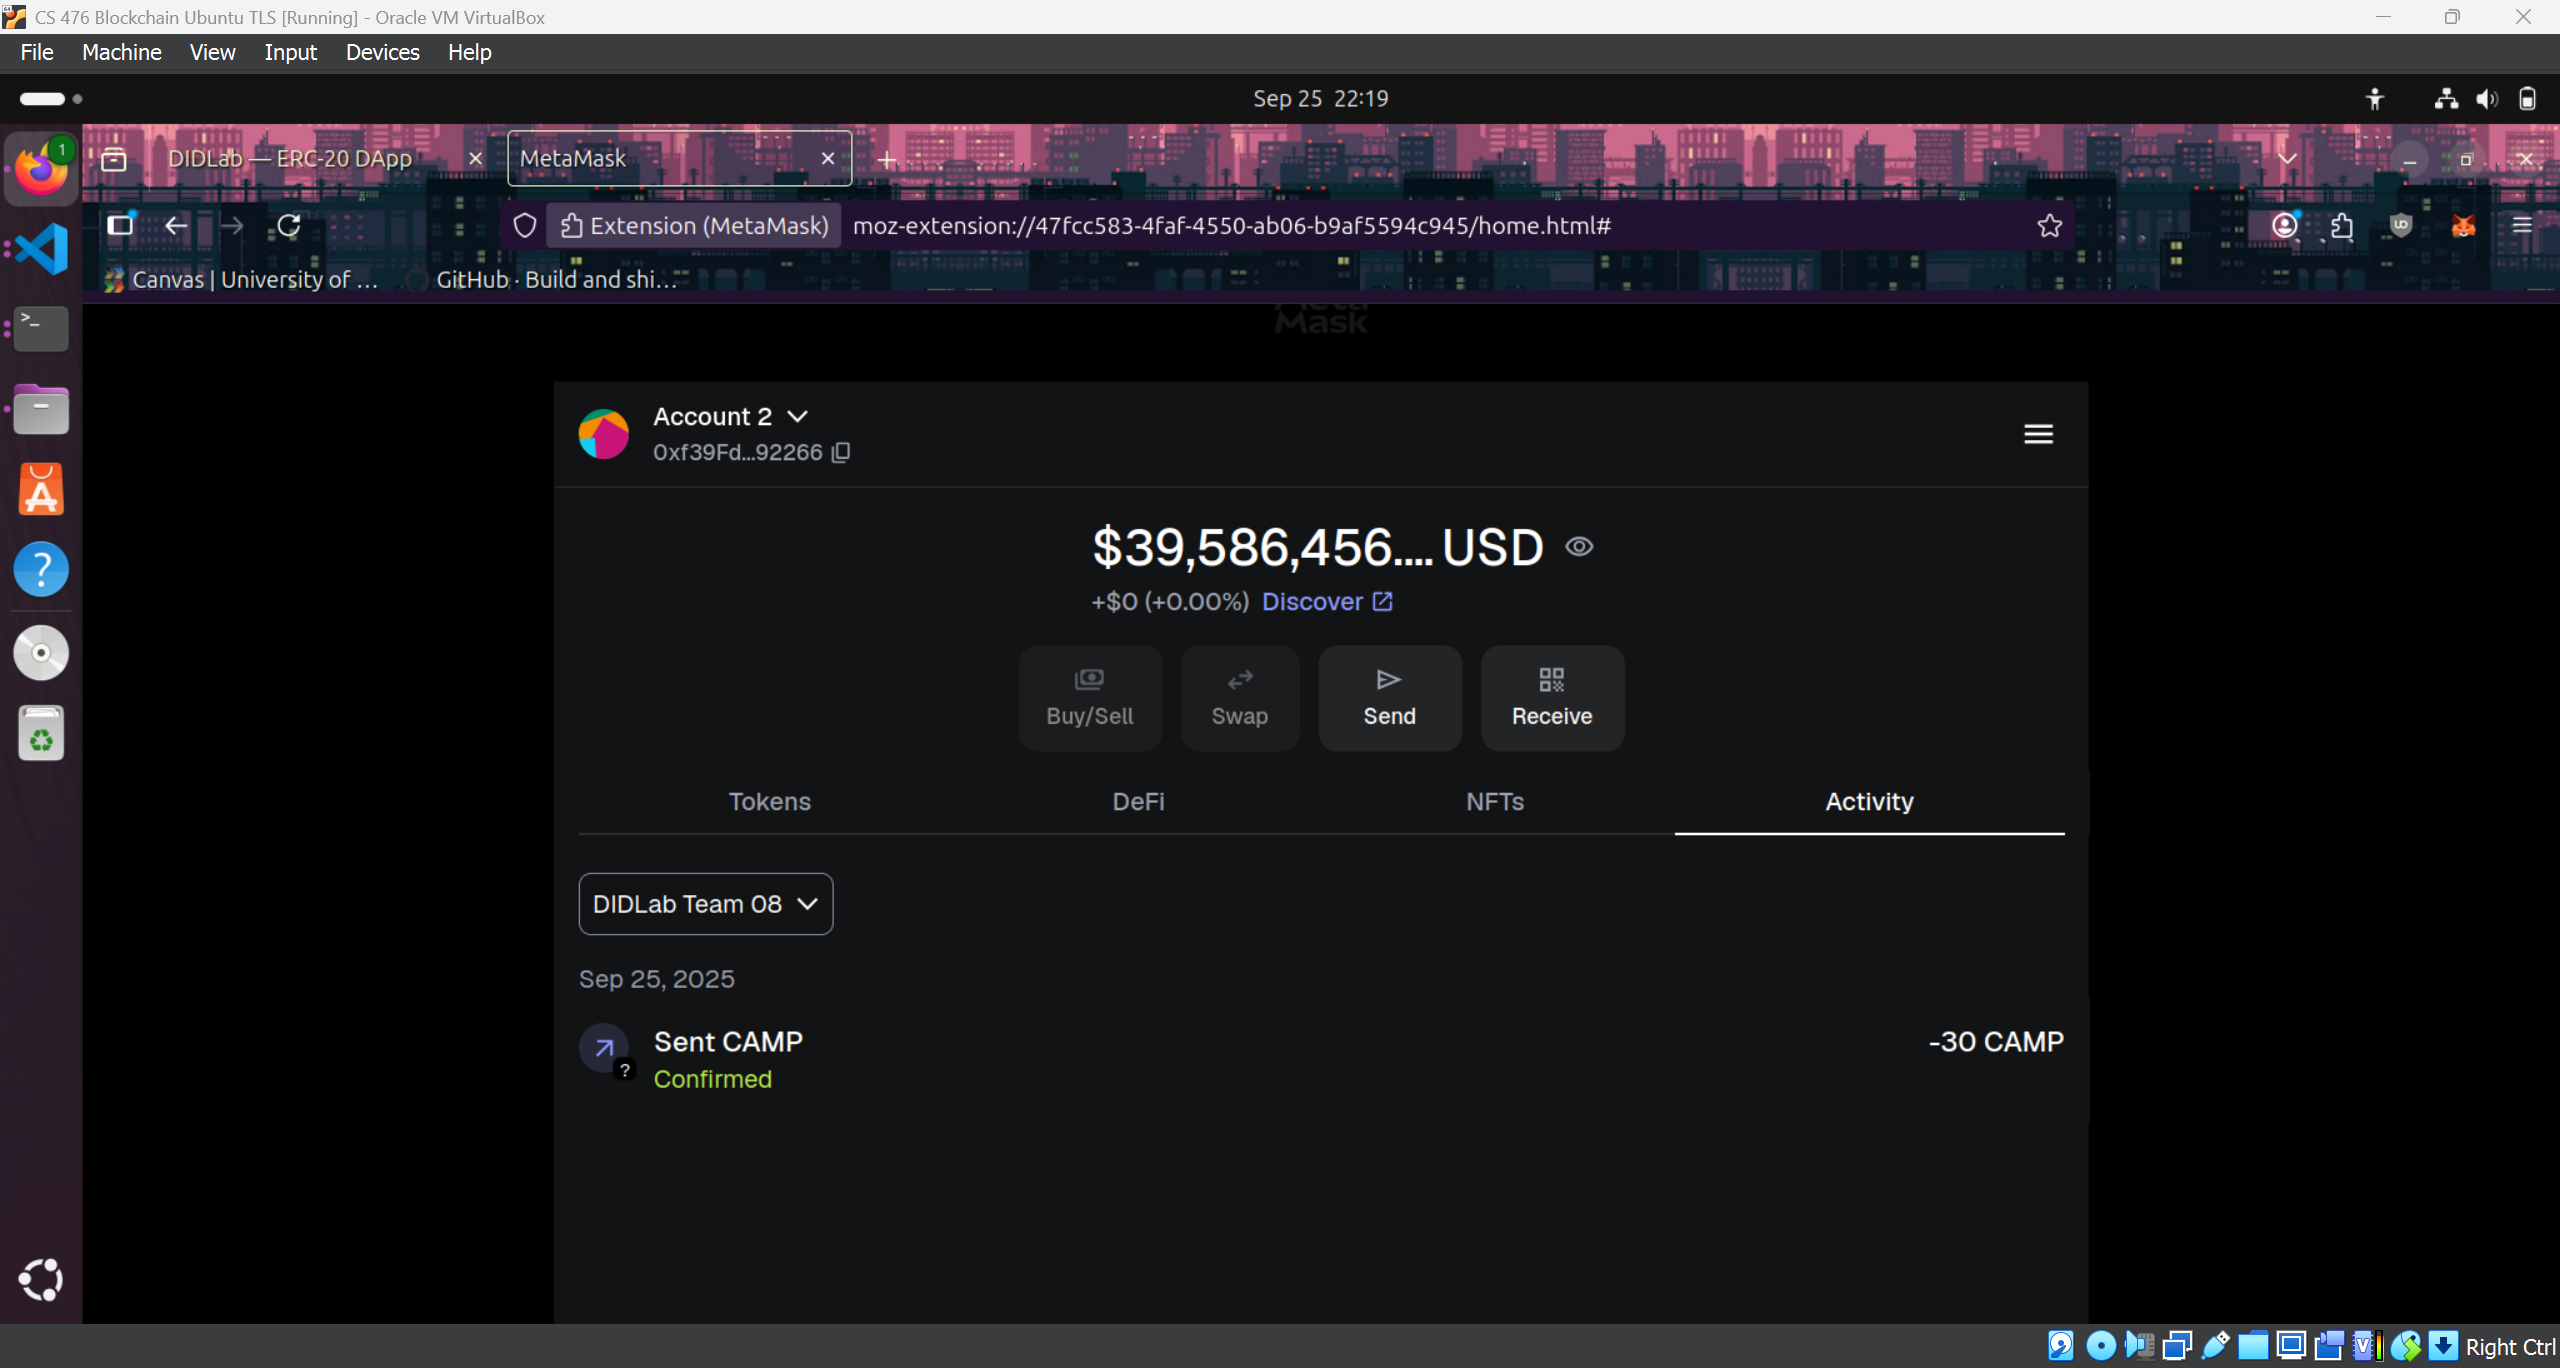 CS 476 Blockchain Ubuntu TLS [Running] - Oracle VM VirtualBox
File Machine View Input Devices Help
Sep 25 22:19
1
DIDLab — ERC-20 DApp
MetaMask
Extension (MetaMask) moz-extension://47fcc583-4faf-4550-ab06-b9af5594c945/home.html#
Canvas | University of ... GitHub · Build and shi...
Mask
Account 2
0xf39Fd...92266
$39,586,456.... USD
+$0 (+0.00%) Discover
Buy/Sell
Swap
Send
Receive
Tokens
DeFi
NFTs
Activity
DIDLab Team 08
Sep 25, 2025
Sent CAMP
-30 CAMP
?
Confirmed
Right Ctrl